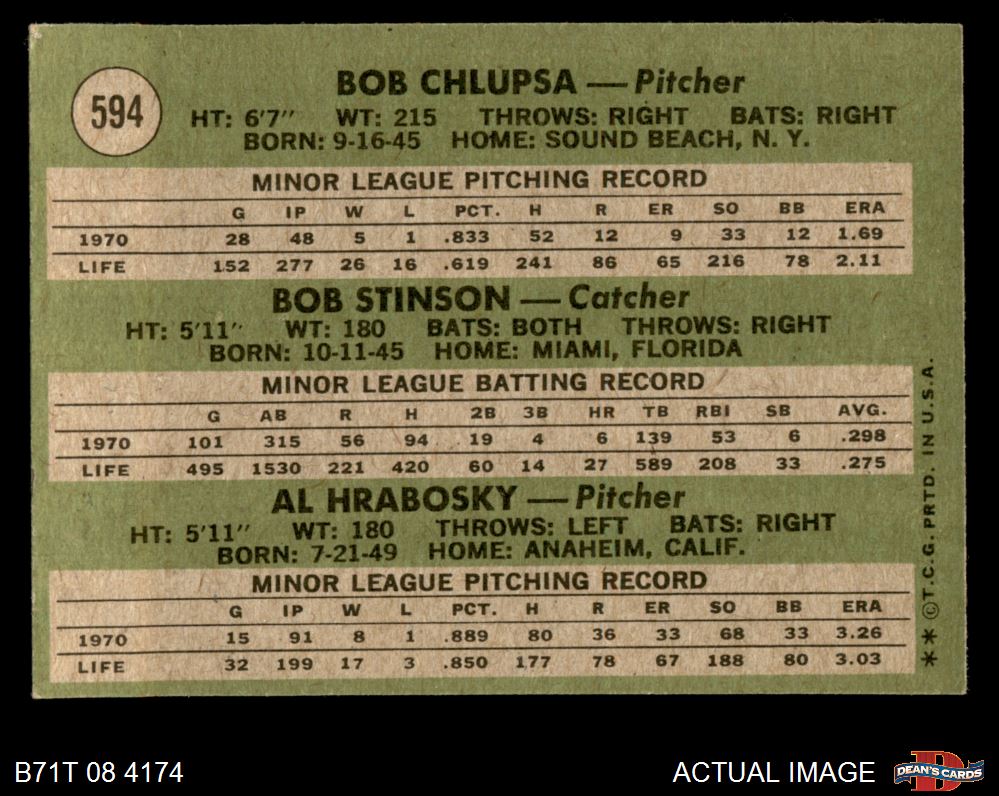 594
BOB CHLUPSA — Pitcher
HT: 6'7" WT: 215 THROWS: RIGHT BATS: RIGHT
BORN: 9-16-45 HOME: SOUND BEACH, N. Y.
MINOR LEAGUE PITCHING RECORD
G IP W L PCT. H R ER SO BB ERA
1970 28 48 5 1 .833 52 12 9 33 12 1.69
LIFE 152 277 26 16 .619 241 86 65 216 78 2.11
BOB STINSON — Catcher
HT: 5'11" WT: 180 BATS: BOTH THROWS: RIGHT
BORN: 10-11-45 HOME: MIAMI, FLORIDA
MINOR LEAGUE BATTING RECORD
G AB R H 2B 3B HR TB RBI SB AVG.
1970 101 315 56 94 19 4 6 139 53 6 .298
LIFE 495 1530 221 420 60 14 27 589 208 33 .275
AL HRABOSKY — Pitcher
HT: 5'11" WT: 180 THROWS: LEFT BATS: RIGHT
BORN: 7-21-49 HOME: ANAHEIM, CALIF.
MINOR LEAGUE PITCHING RECORD
G IP W L PCT. H R ER SO BB ERA
1970 15 91 8 1 .889 80 36 33 68 33 3.26
LIFE 32 199 17 3 .850 177 78 67 188 80 3.03
** ©T.C.G. PRTD. IN U.S.A.
B71T 08 4174
ACTUAL IMAGE
D
DEAN'S CARDS